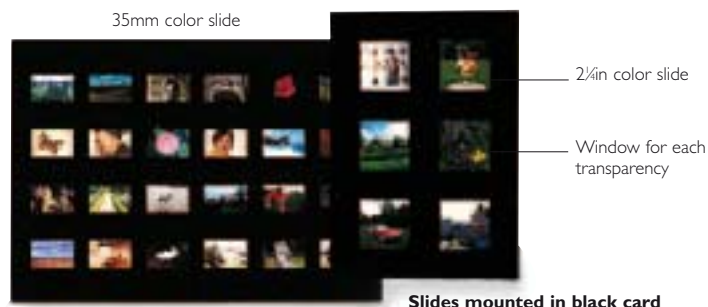 35mm color slide
2¼in color slide
Window for each
transparency
Slides mounted in black card